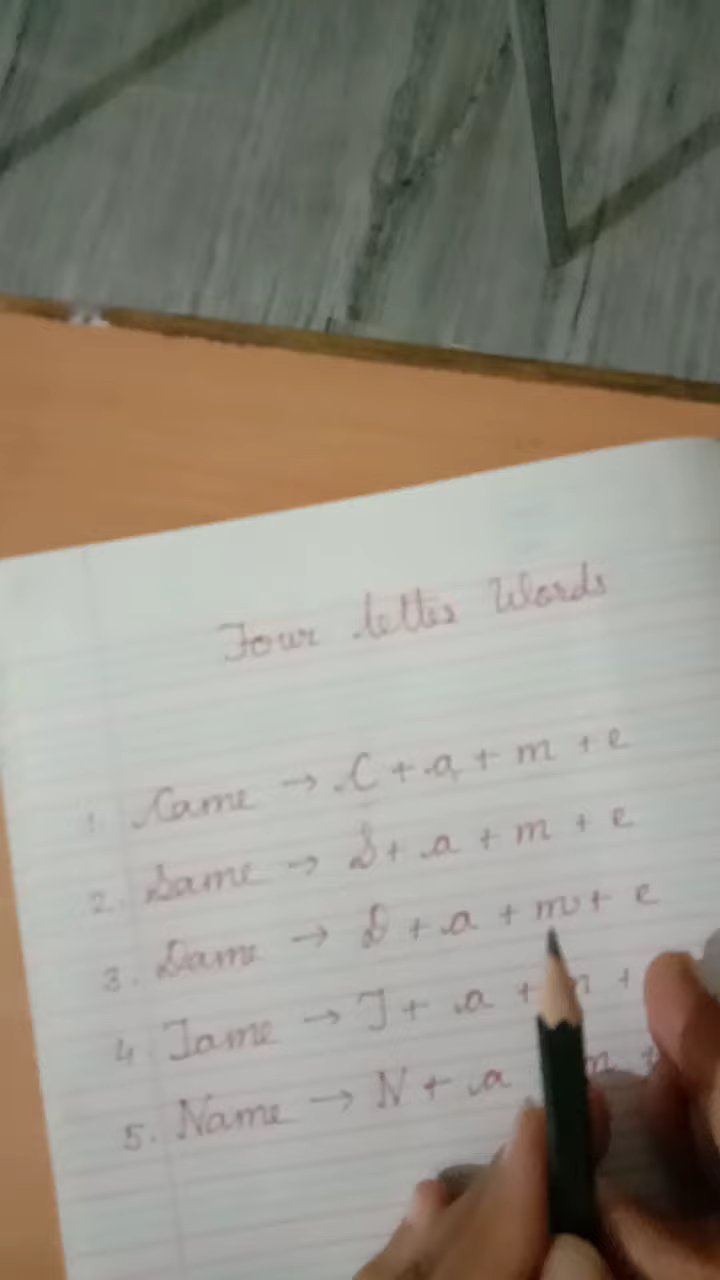 Four letter Words
1. Came → C + a + m + e
2. Same → S + a + m + e
3. Dame → D + a + m + e
4. Tame → T + a + m +
5. Name → N + a m +